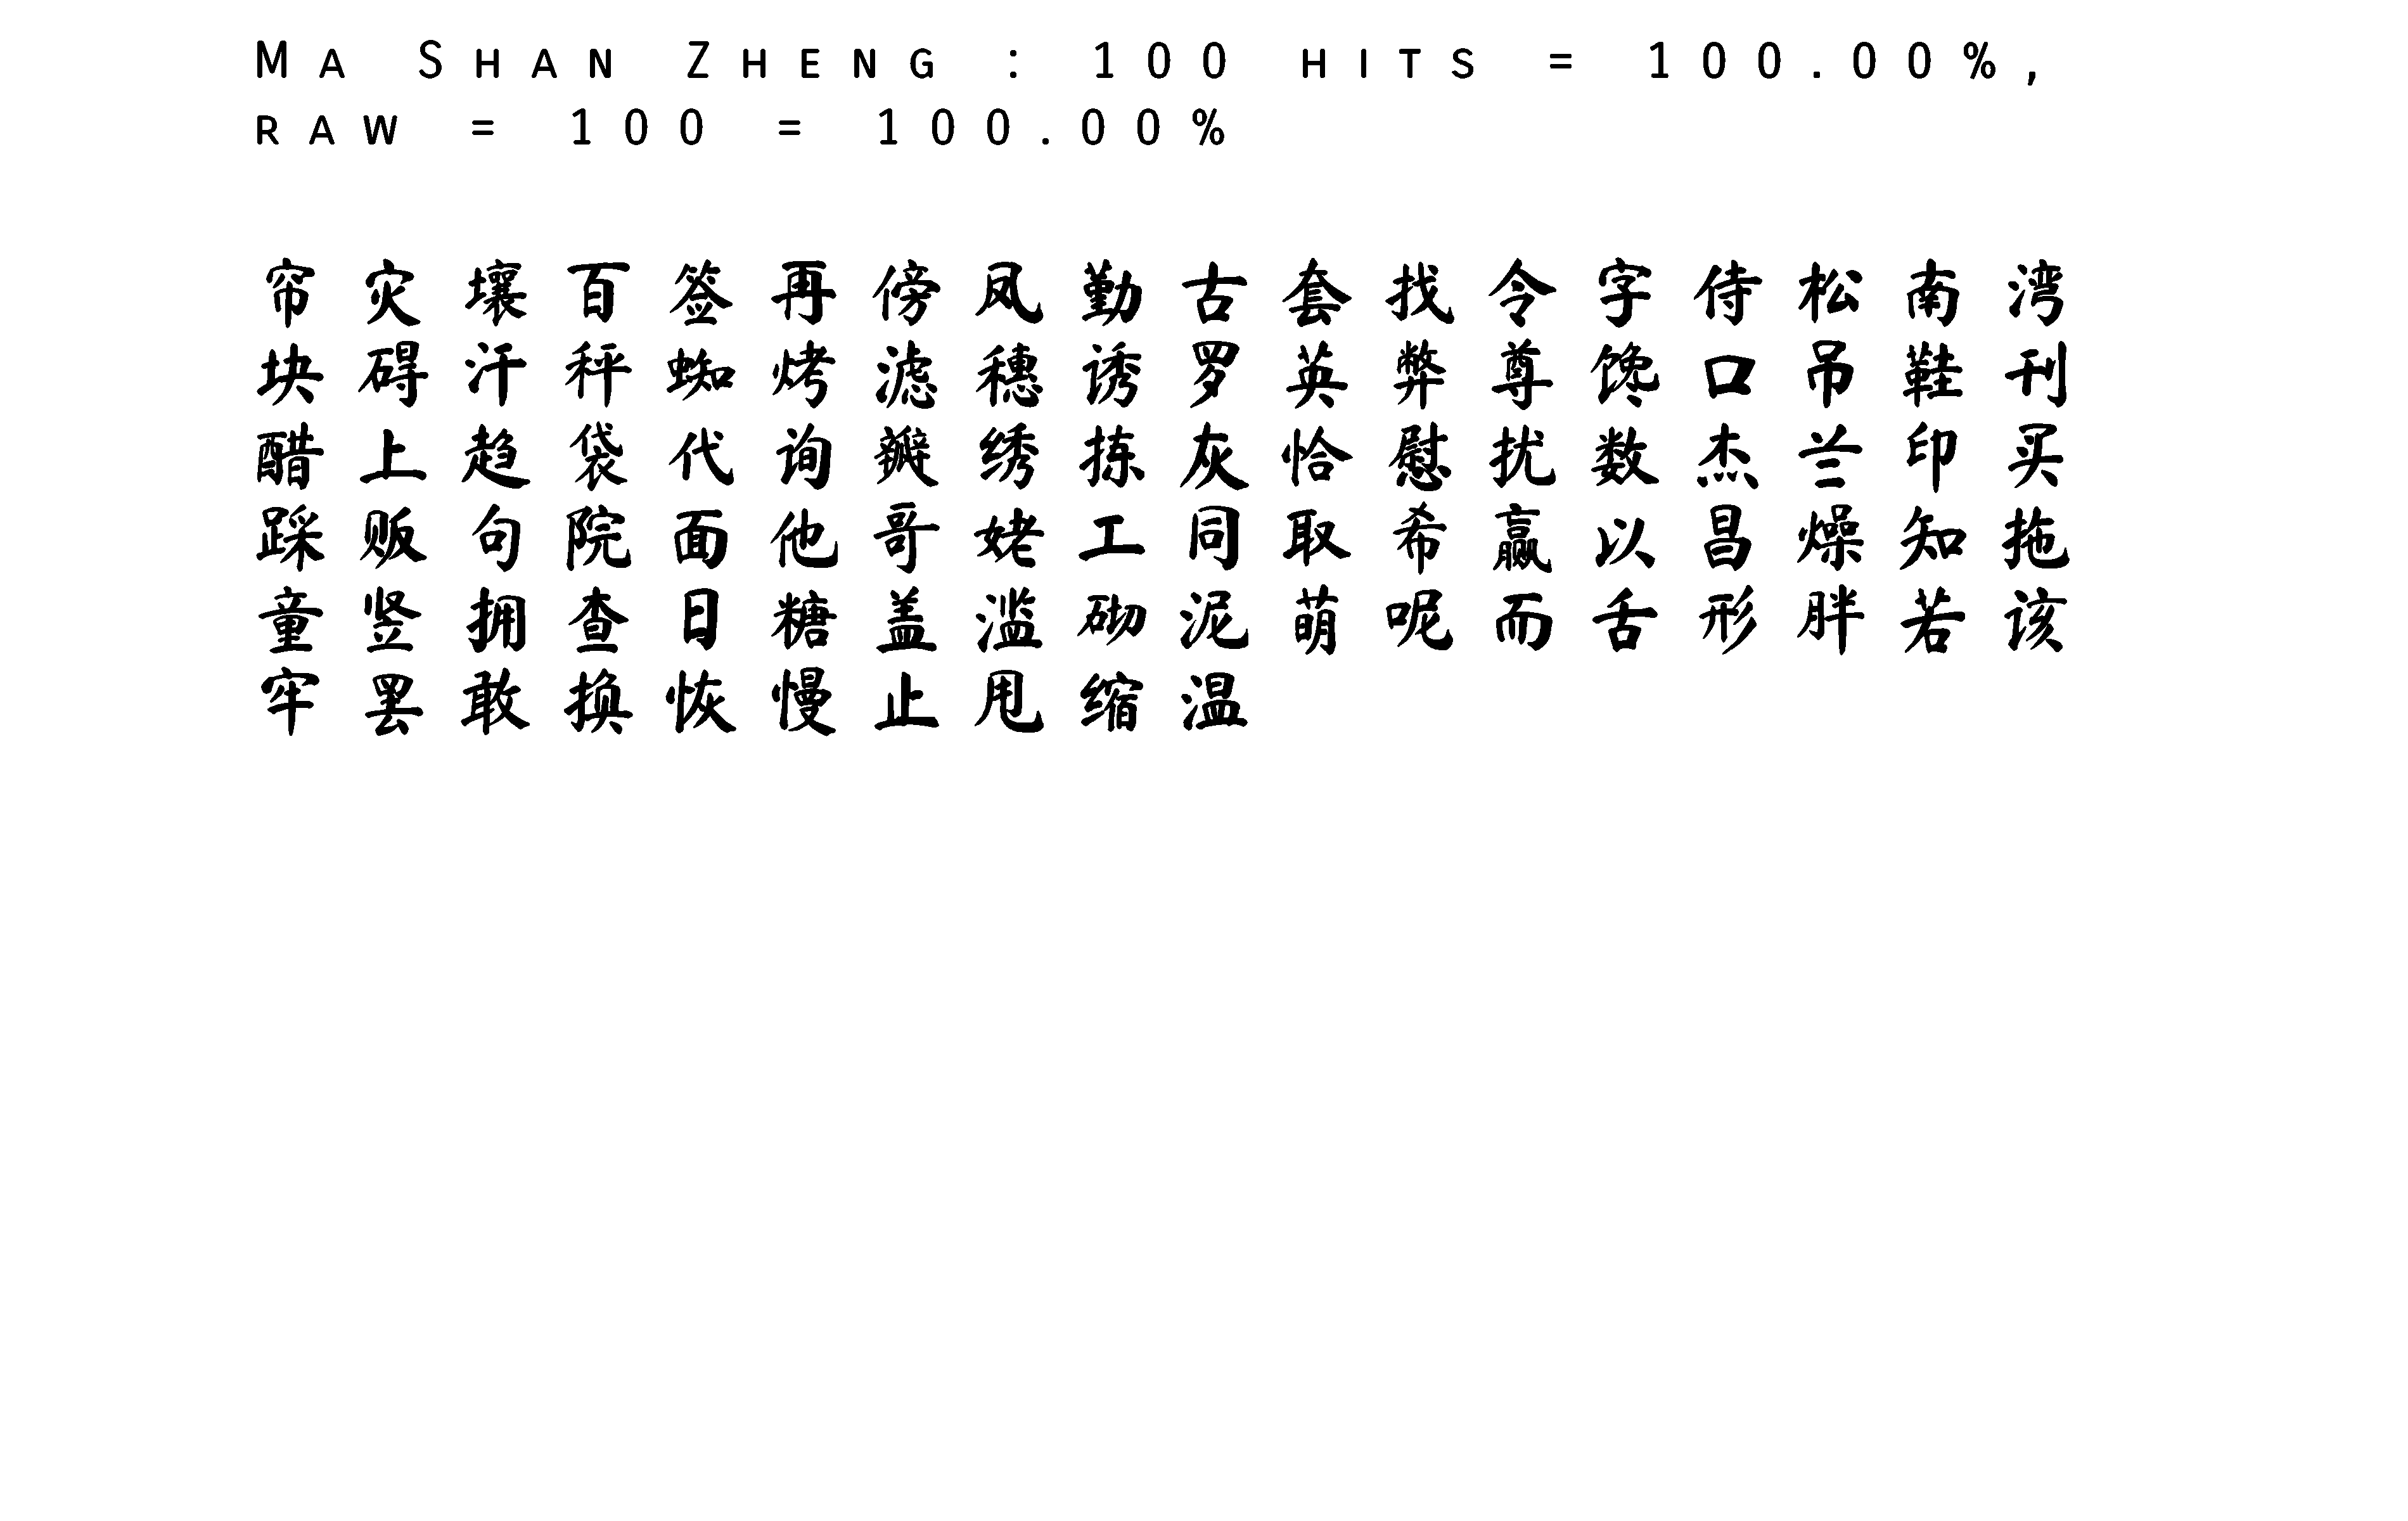 Ma Shan Zheng : 100 hits = 100.00%,
raw = 100 = 100.00%
帘灾壤百签再傍凤勤古套找令字侍松南湾
块碍汗秤蜘烤滤穗诱罗英弊尊馋口吊鞋刊
醋上趋袋代询瓣绣拣灰恰慰扰数杰兰印买
踩贩句院面他哥姥工同取希赢以昌燥知拖
童竖拥查日糖盖滥砌泥萌呢而舌形胖若该
牢罢敢换恢慢止甩缩温